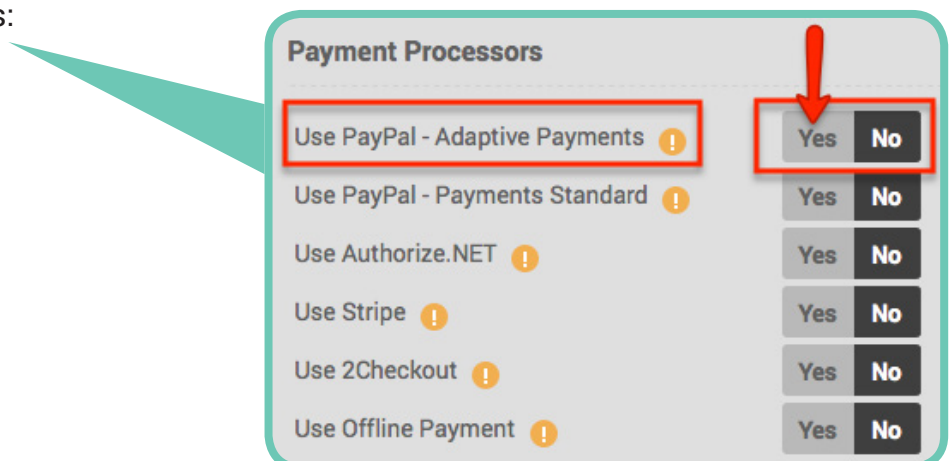 s:
Payment Processors
Use PayPal - Adaptive Payments ! Yes No
Use PayPal - Payments Standard ! Yes No
Use Authorize.NET ! Yes No
Use Stripe ! Yes No
Use 2Checkout ! Yes No
Use Offline Payment ! Yes No